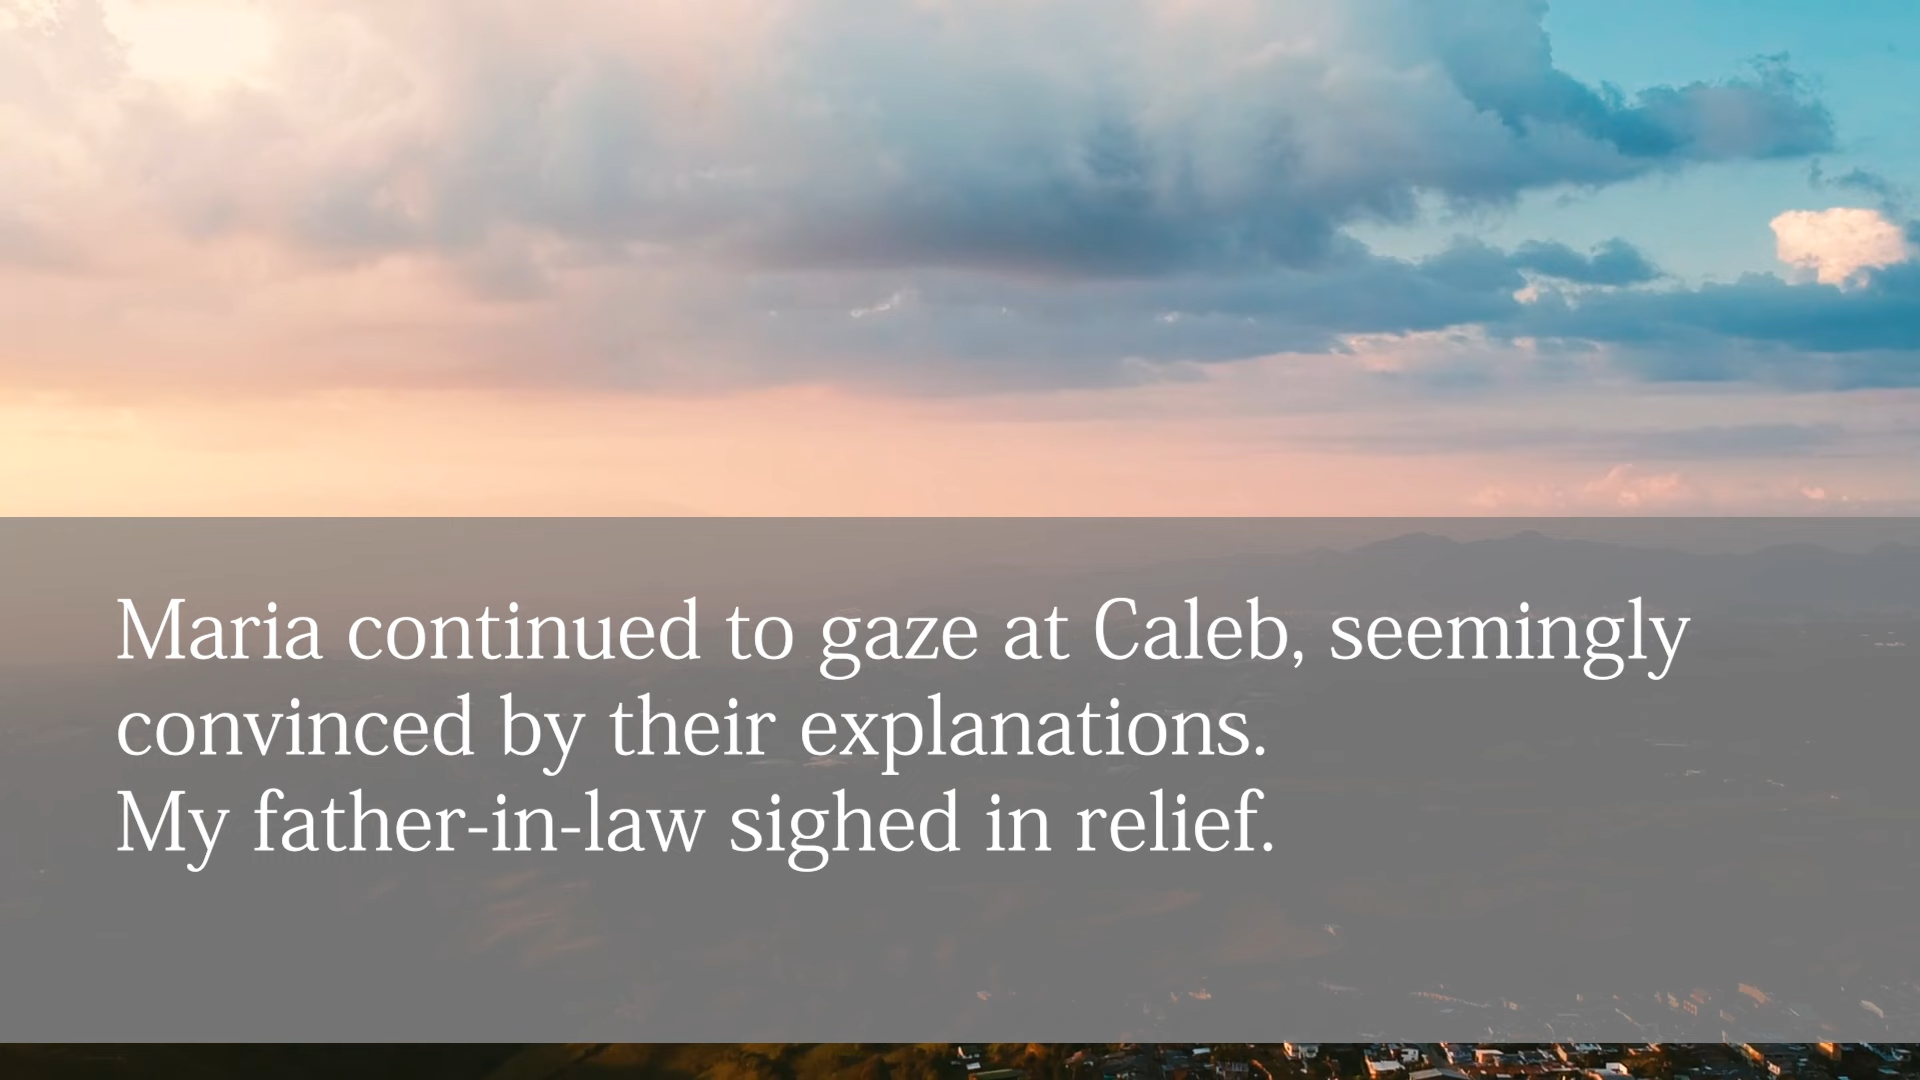 Maria continued to gaze at Caleb, seemingly
convinced by their explanations.
My father-in-law sighed in relief.